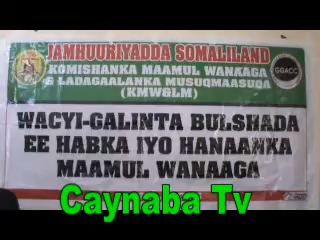 JAMHUURIYADDA SOMALILAND
KOMISHANKA MAAMUL WANAAGA
& LADAGAALANKA MUSUQMAASUQA
(KMW&LM)
GGACC
WACYI-GALINTA BULSHADA
EE HABKA IYO HANAANKA
MAAMUL WANAAGA
Caynaba Tv